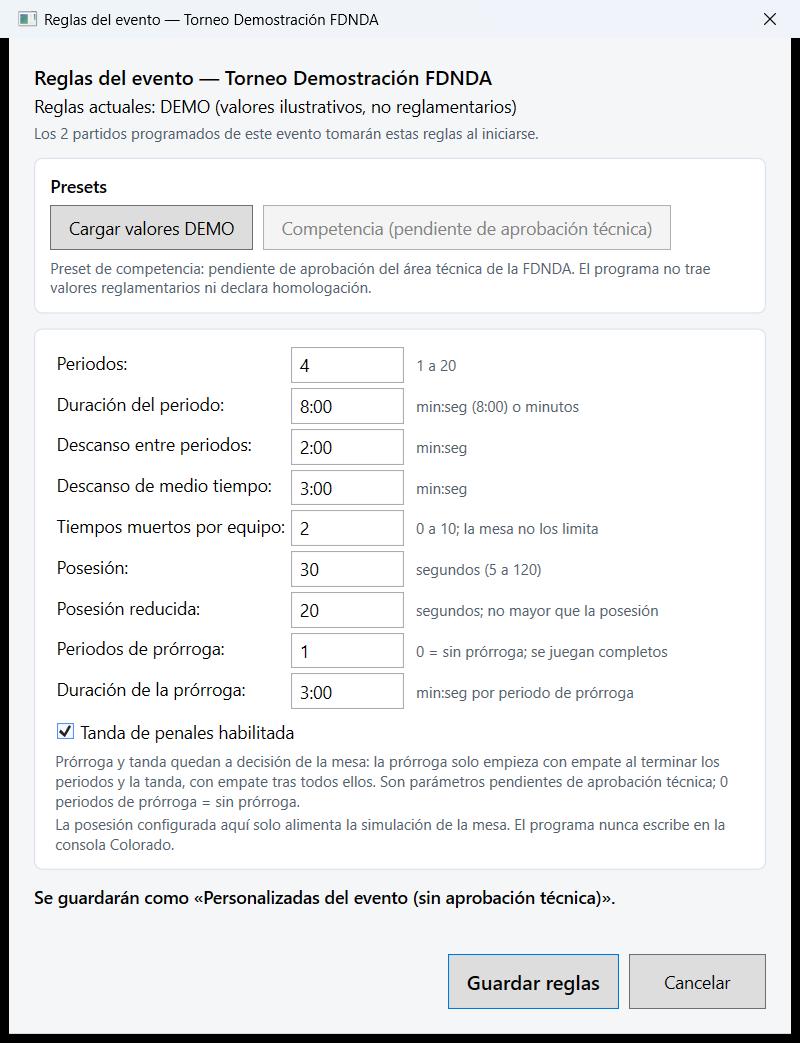 Reglas del evento — Torneo Demostración FDNDA
Reglas del evento — Torneo Demostración FDNDA
Reglas actuales: DEMO (valores ilustrativos, no reglamentarios)
Los 2 partidos programados de este evento tomarán estas reglas al iniciarse.
Presets
Cargar valores DEMO
Competencia (pendiente de aprobación técnica)
Preset de competencia: pendiente de aprobación del área técnica de la FDNDA. El programa no trae
valores reglamentarios ni declara homologación.
Periodos: 4 1 a 20
Duración del periodo: 8:00 min:seg (8:00) o minutos
Descanso entre periodos: 2:00 min:seg
Descanso de medio tiempo: 3:00 min:seg
Tiempos muertos por equipo: 2 0 a 10; la mesa no los limita
Posesión: 30 segundos (5 a 120)
Posesión reducida: 20 segundos; no mayor que la posesión
Periodos de prórroga: 1 0 = sin prórroga; se juegan completos
Duración de la prórroga: 3:00 min:seg por periodo de prórroga
Tanda de penales habilitada
Prórroga y tanda quedan a decisión de la mesa: la prórroga solo empieza con empate al terminar los
periodos y la tanda, con empate tras todos ellos. Son parámetros pendientes de aprobación técnica; 0
periodos de prórroga = sin prórroga.
La posesión configurada aquí solo alimenta la simulación de la mesa. El programa nunca escribe en la
consola Colorado.
Se guardarán como «Personalizadas del evento (sin aprobación técnica)».
Guardar reglas
Cancelar